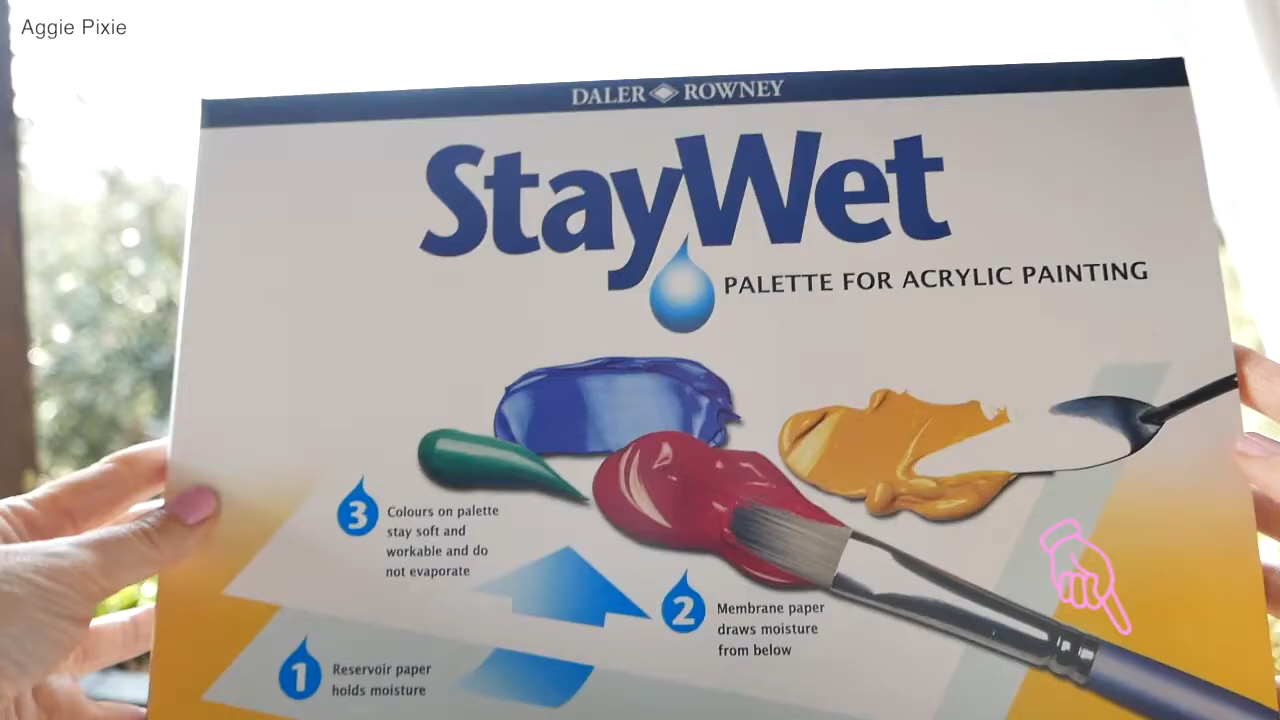 Aggie Pixie
DALER ROWNEY
StayWet
PALETTE FOR ACRYLIC PAINTING
3
Colours on palette
stay soft and
workable and do
not evaporate
2
Membrane paper
draws moisture
from below
1
Reservoir paper
holds moisture